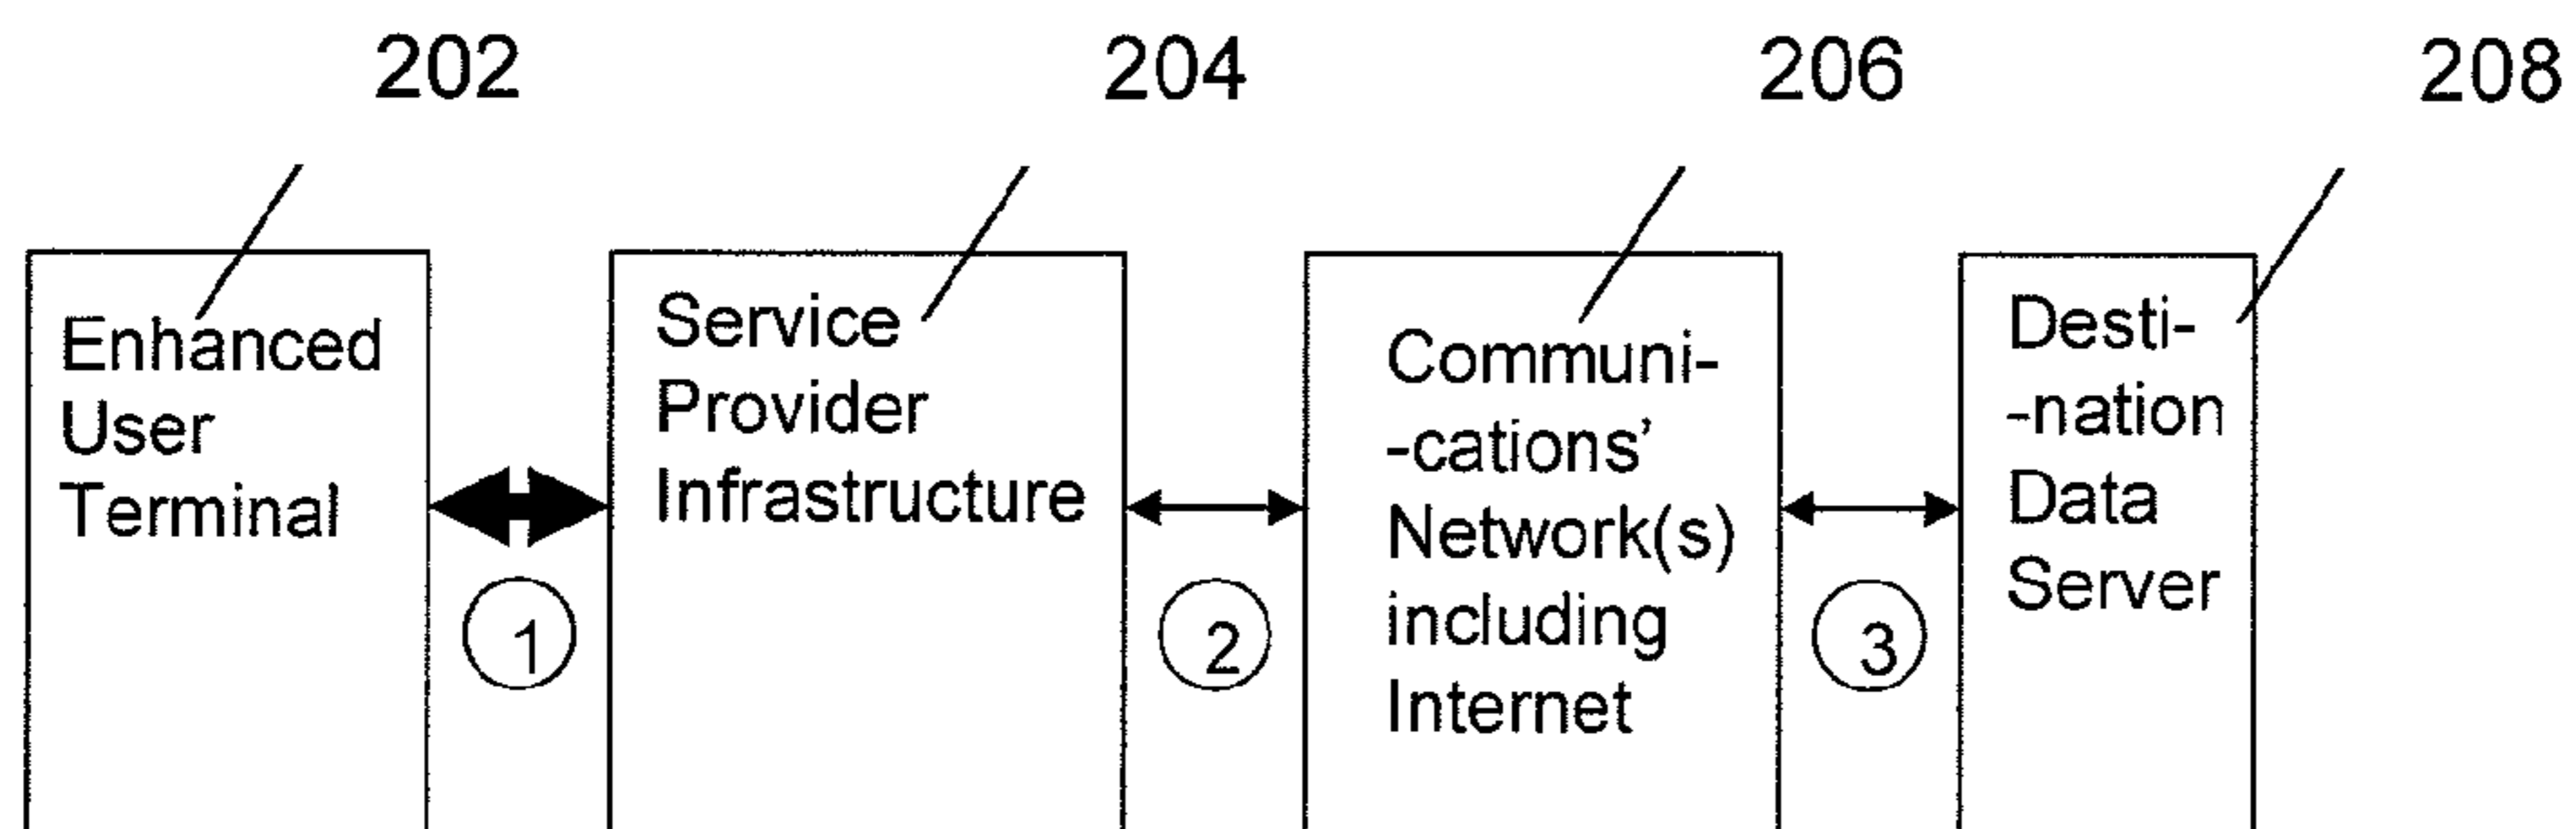 202 204 206 208
Enhanced
User
Terminal
Service
Provider
Infrastructure
Communi-
-cations’
Network(s)
including
Internet
Desti-
-nation
Data
Server
1 2 3